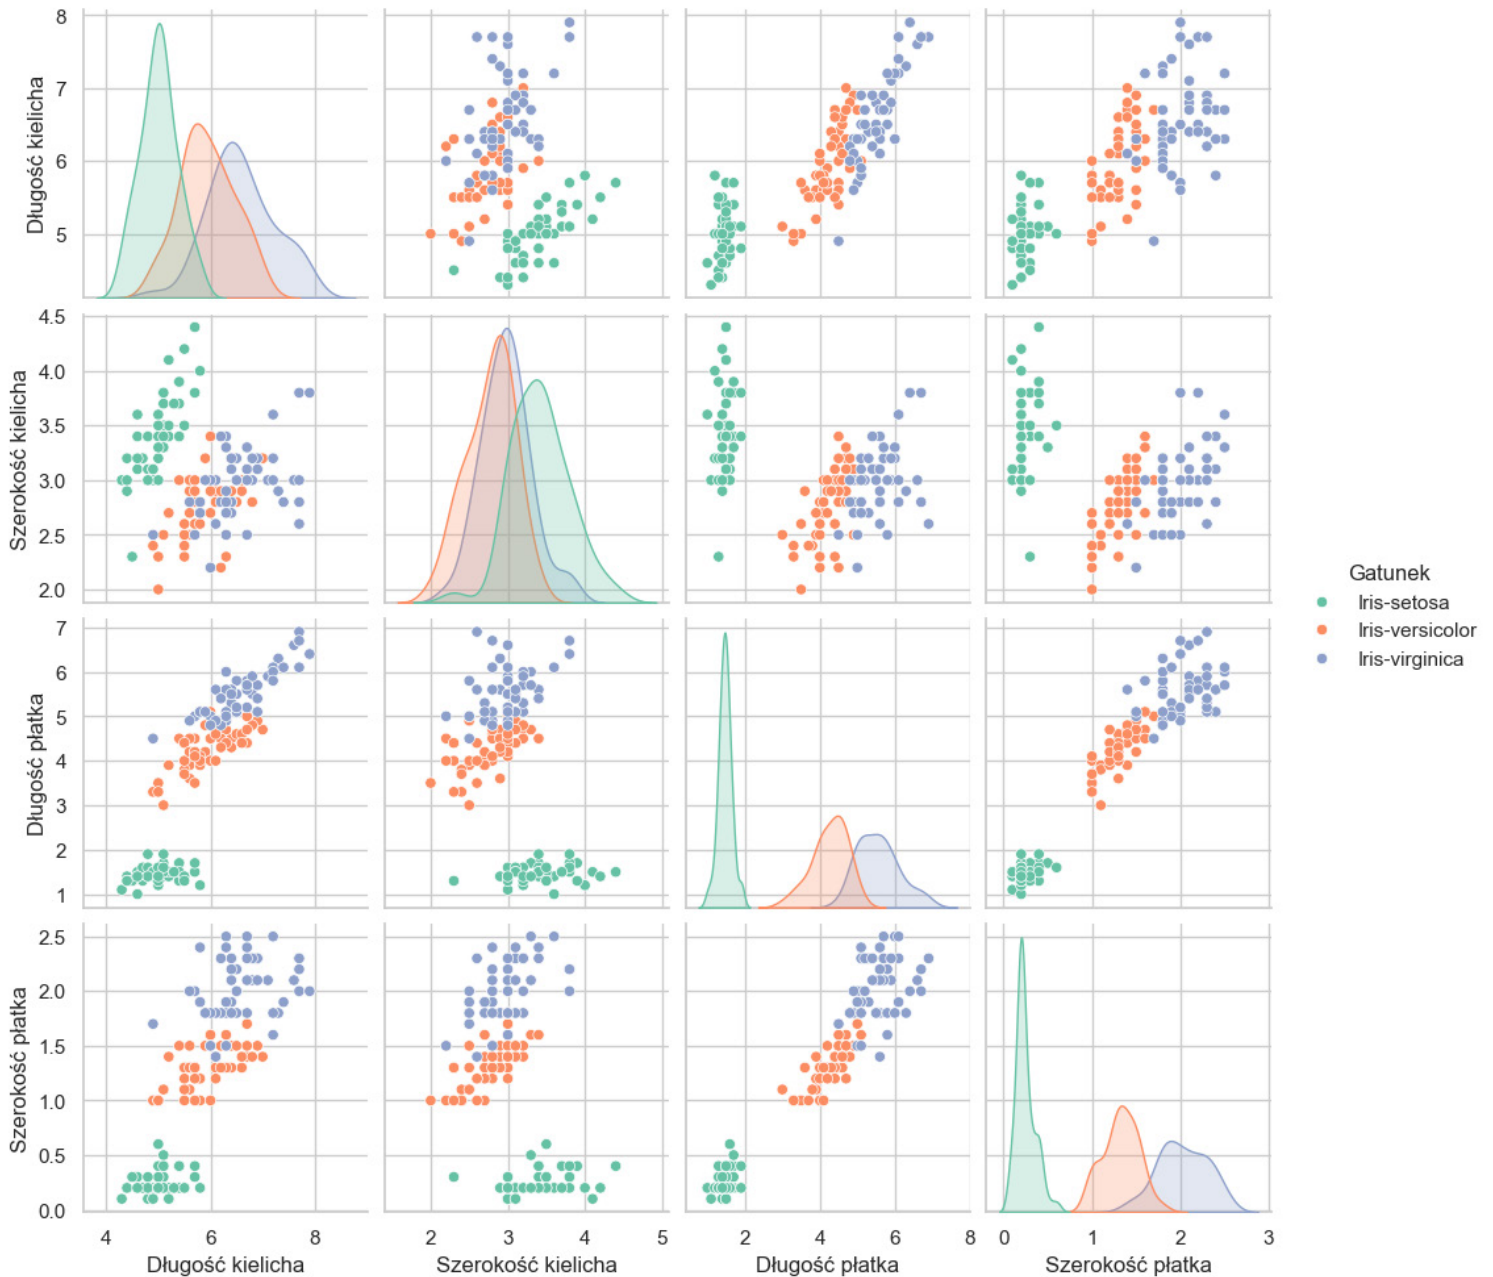 8
7
6
5
Długość kielicha
4.5
4.0
3.5
3.0
2.5
2.0
Szerokość kielicha
7
6
5
4
3
2
1
Długość płatka
2.5
2.0
1.5
1.0
0.5
0.0
Szerokość płatka
4 6 8
Długość kielicha
2 3 4 5
Szerokość kielicha
2 4 6 8
Długość płatka
0 1 2 3
Szerokość płatka
Gatunek
Iris-setosa
Iris-versicolor
Iris-virginica